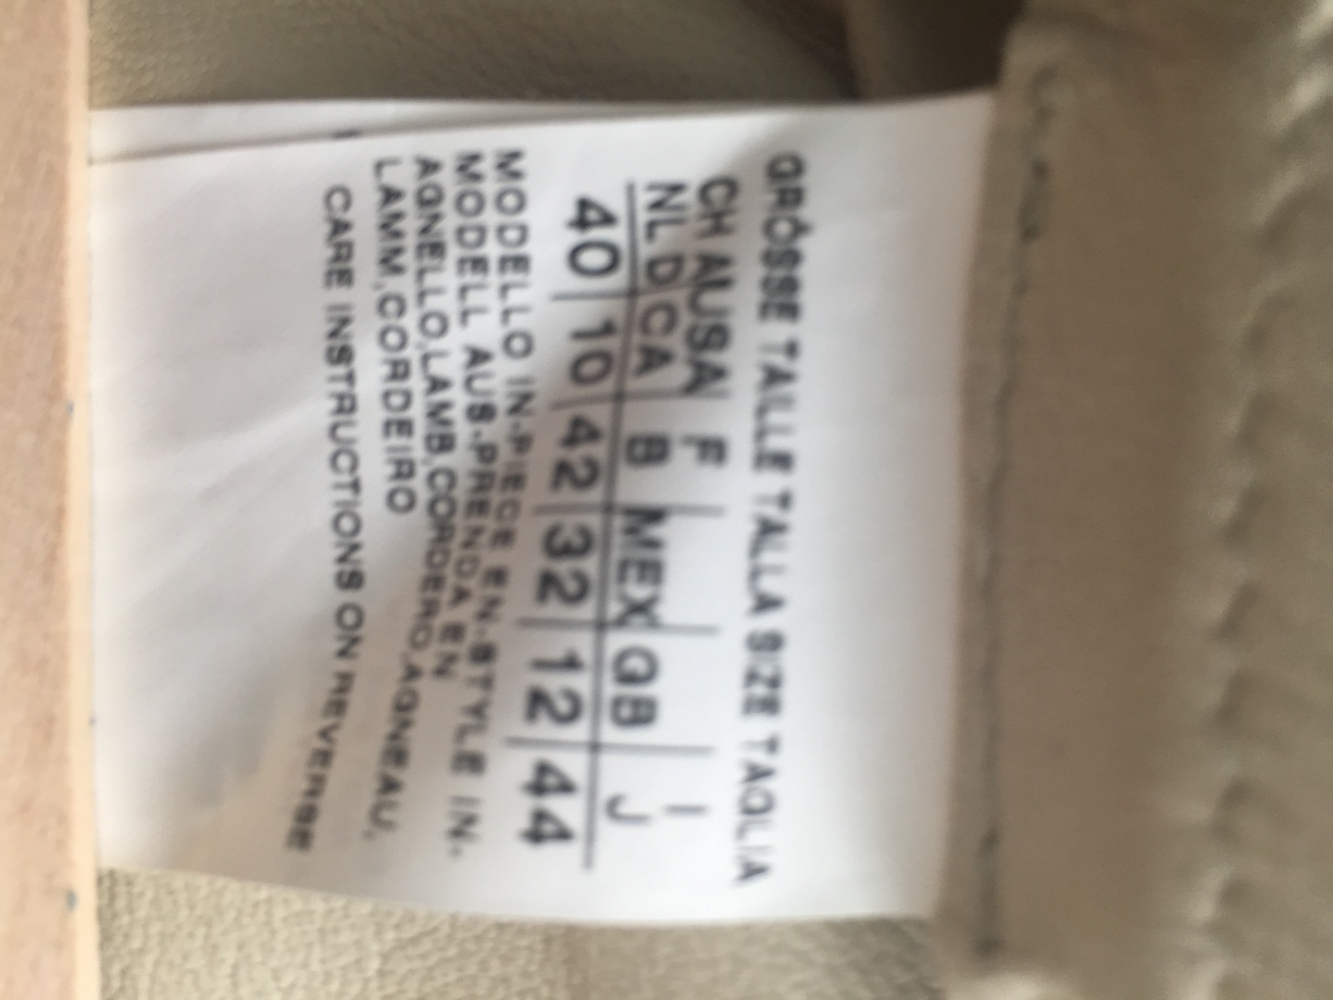 GRÖSSE TAILLE TALLA SIZE TAGLIA
CH A USA F I
NL D CA B MEX GB J
40 10 42 32 12 44
MODELLO IN-PIECE EN-STYLE IN-
MODELL AUS-PRENDA EN
AGNELLO,LAMB,CORDERO,AGNEAU,
LAMM,CORDEIRO
CARE INSTRUCTIONS ON REVERSE